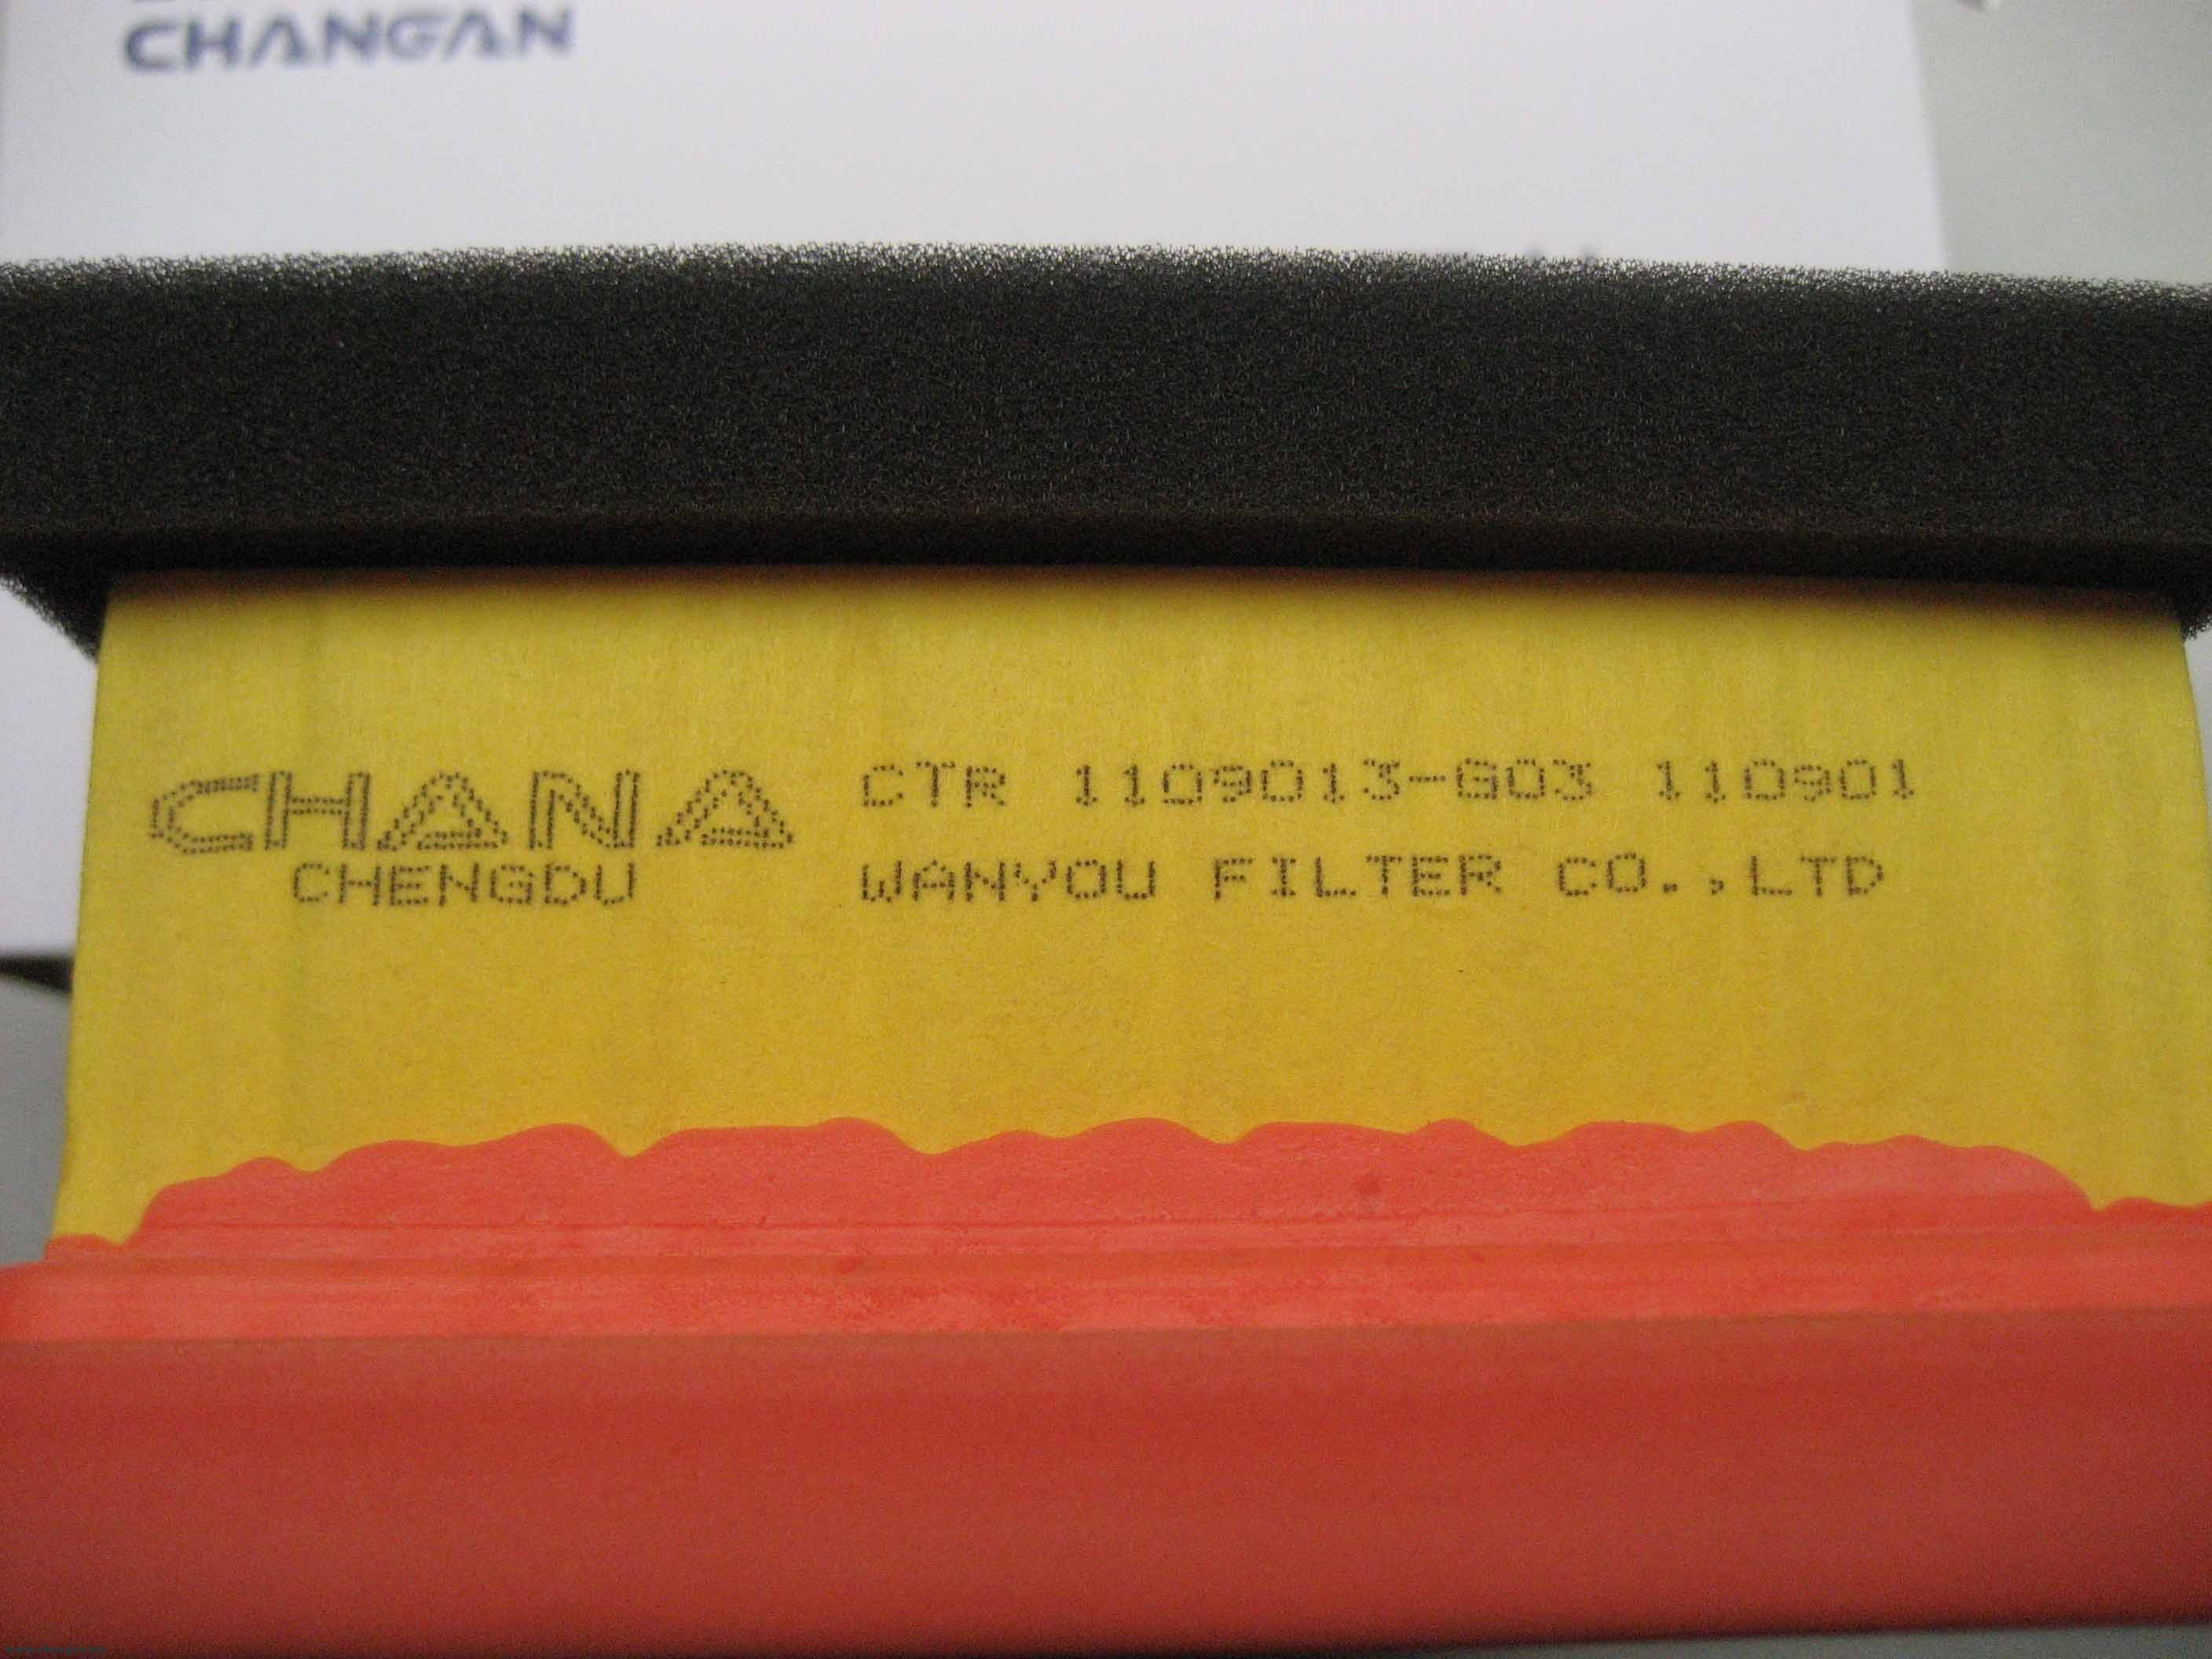 CHANGAN
CHANA CTR 1109013-G03 110901
CHENGDU WANYOU FILTER CO.,LTD